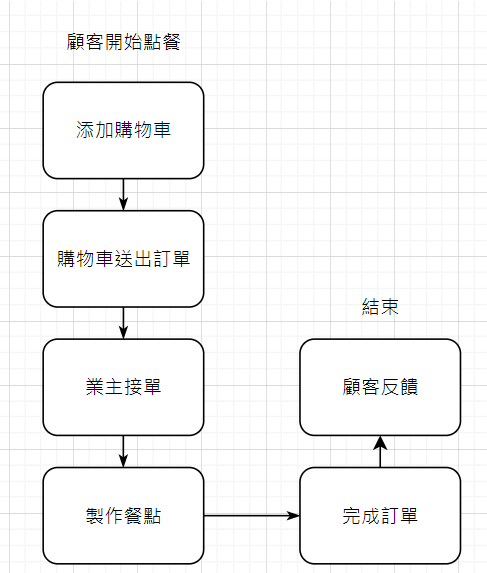 顧客開始點餐
添加購物車
購物車送出訂單
業主接單
製作餐點
完成訂單
顧客反饋
結束